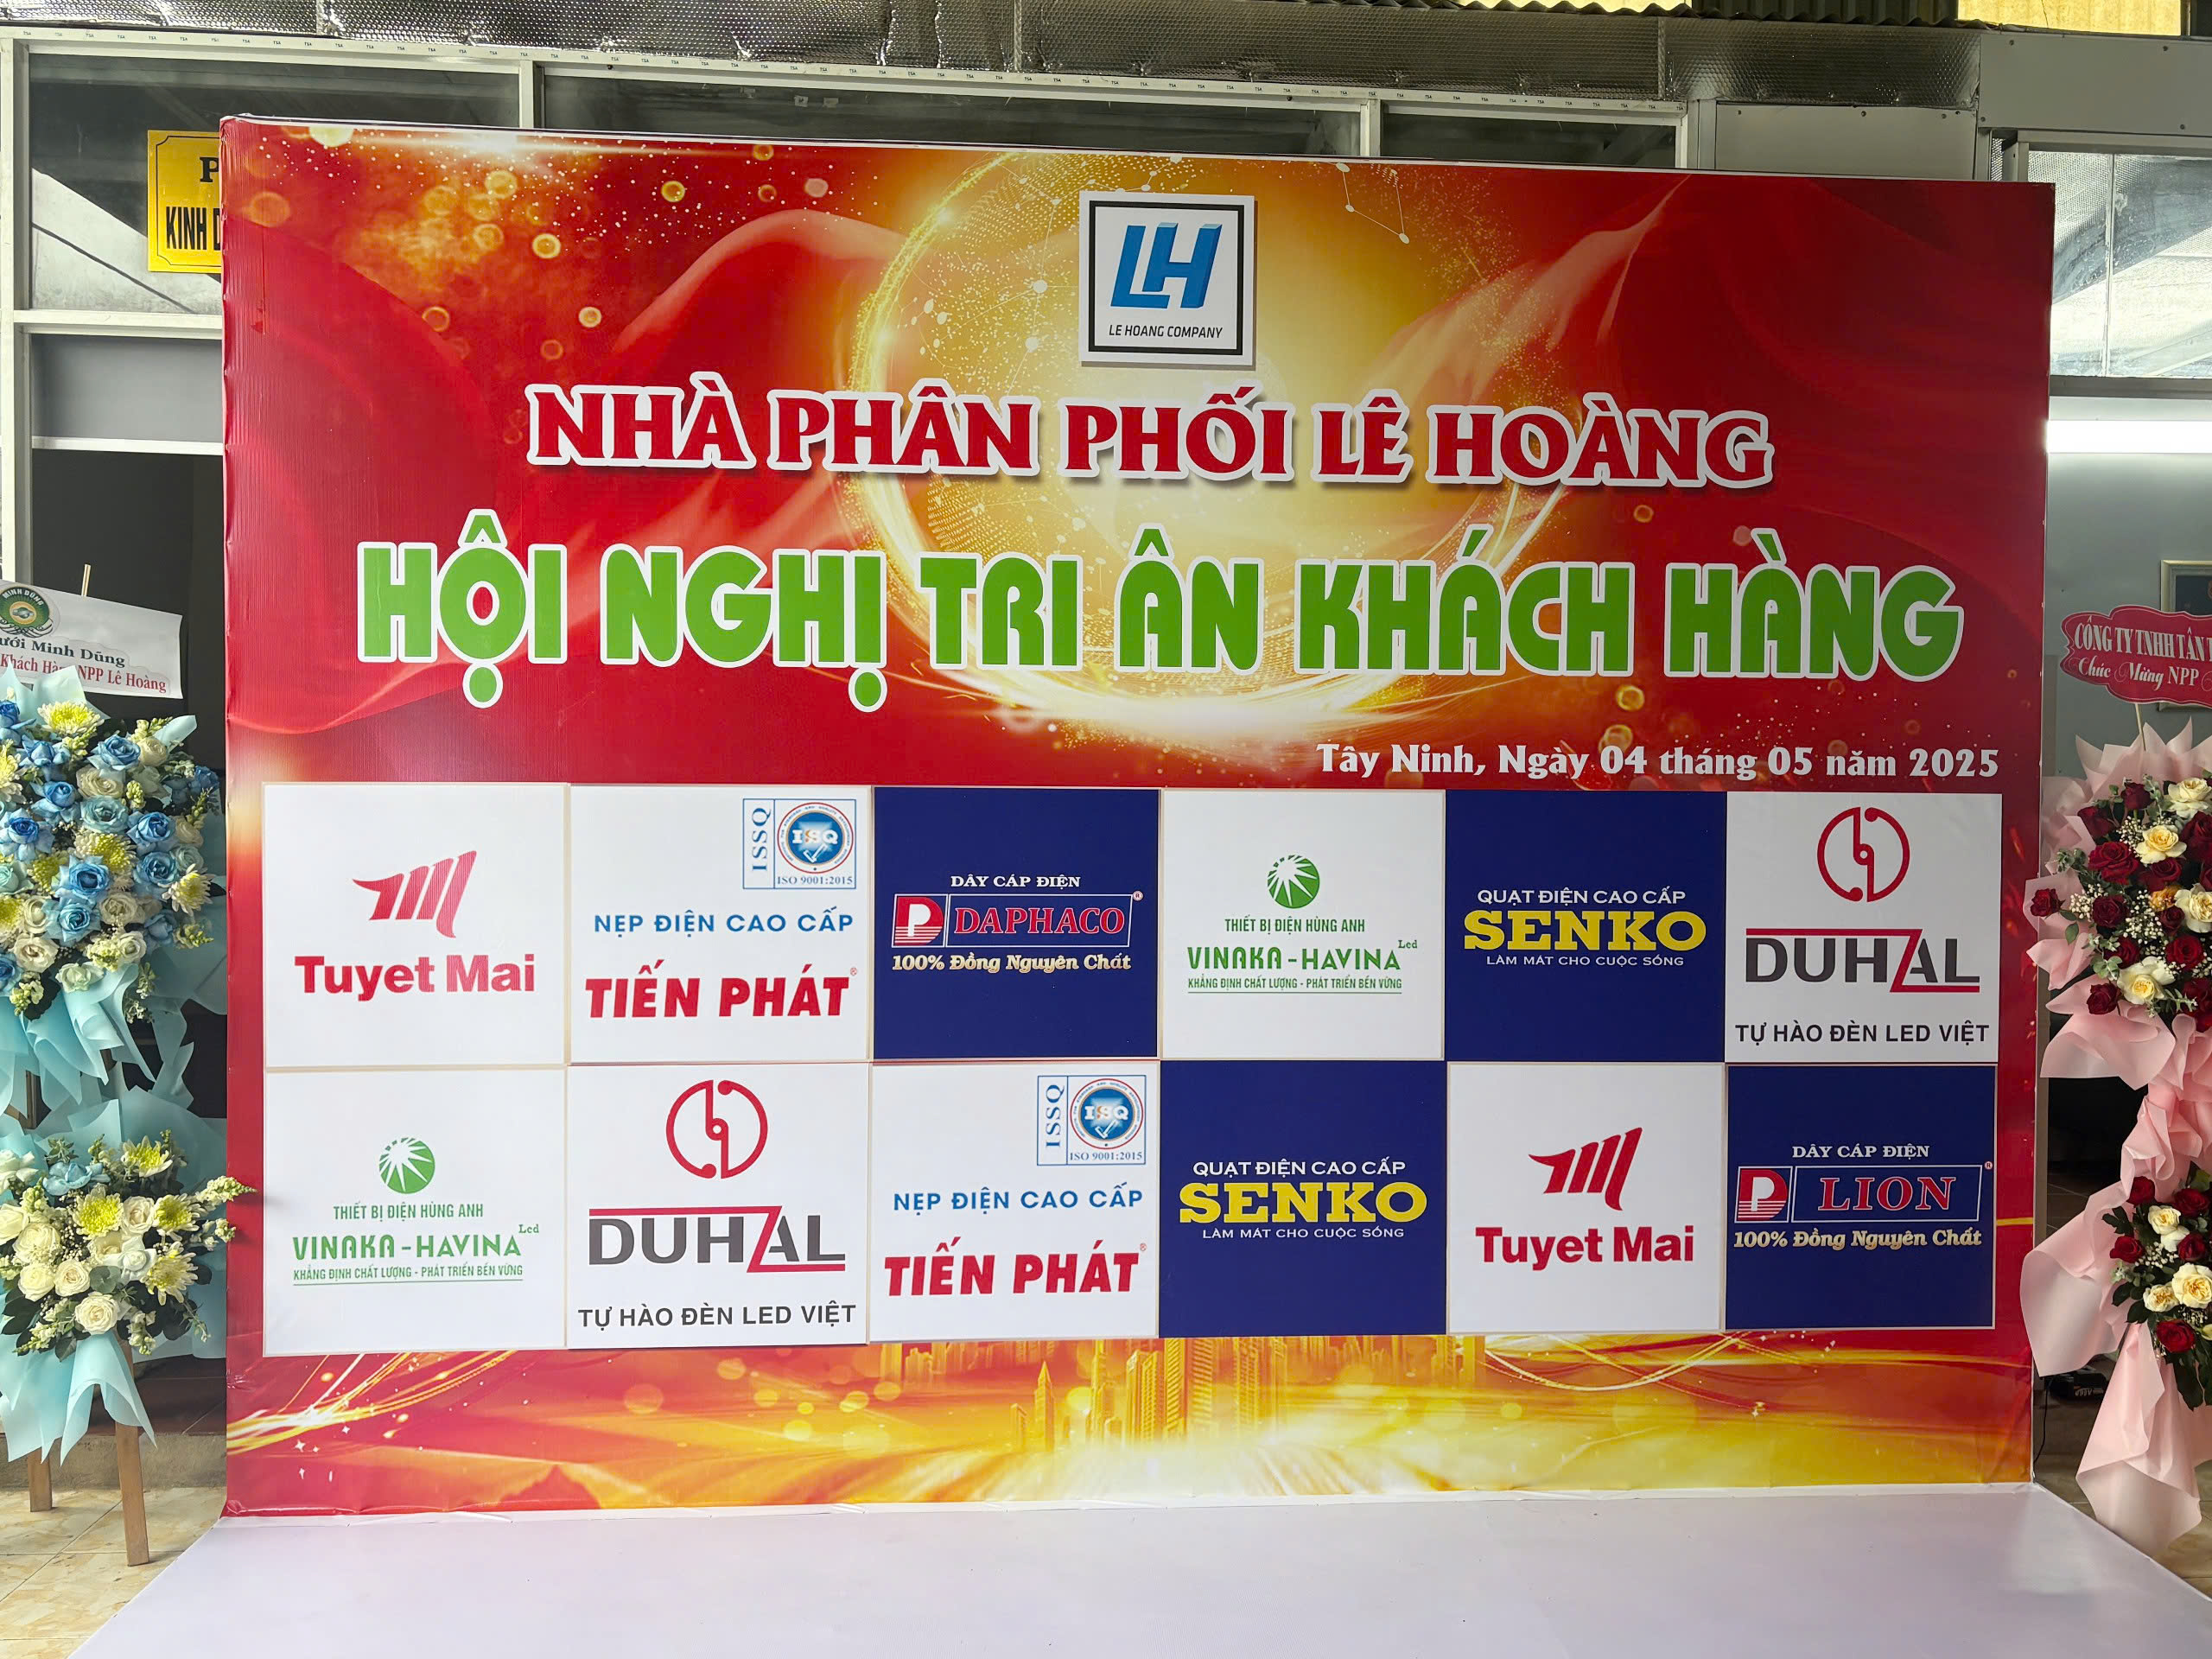 KINH
LH
LE HOANG COMPANY
NHÀ PHÂN PHỐI LÊ HOÀNG
HỘI NGHỊ TRI ÂN KHÁCH HÀNG
Tây Ninh, Ngày 04 tháng 05 năm 2025
MINH DŨNG
Minh Dũng
Khách NPP Lê Hoàng
CÔNG TY TNHH TÂN
Chúc Mừng NPP
Tuyet Mai
ISSQ
ISSQ
ISO 9001:2015
NẸP ĐIỆN CAO CẤP
TIẾN PHÁT®
DÂY CÁP ĐIỆN
DAPHACO®
100% Đồng Nguyên Chất
THIẾT BỊ ĐIỆN HÙNG ANH
VINAKA - HAVINA Led
KHẲNG ĐỊNH CHẤT LƯỢNG - PHÁT TRIỂN BỀN VỮNG
QUẠT ĐIỆN CAO CẤP
SENKO
LÀM MÁT CHO CUỘC SỐNG
DUHAL
TỰ HÀO ĐÈN LED VIỆT
THIẾT BỊ ĐIỆN HÙNG ANH
VINAKA - HAVINA Led
KHẲNG ĐỊNH CHẤT LƯỢNG - PHÁT TRIỂN BỀN VỮNG
DUHAL
TỰ HÀO ĐÈN LED VIỆT
ISSQ
ISSQ
ISO 9001:2015
NẸP ĐIỆN CAO CẤP
TIẾN PHÁT®
QUẠT ĐIỆN CAO CẤP
SENKO
LÀM MÁT CHO CUỘC SỐNG
Tuyet Mai
DÂY CÁP ĐIỆN
LION®
100% Đồng Nguyên Chất